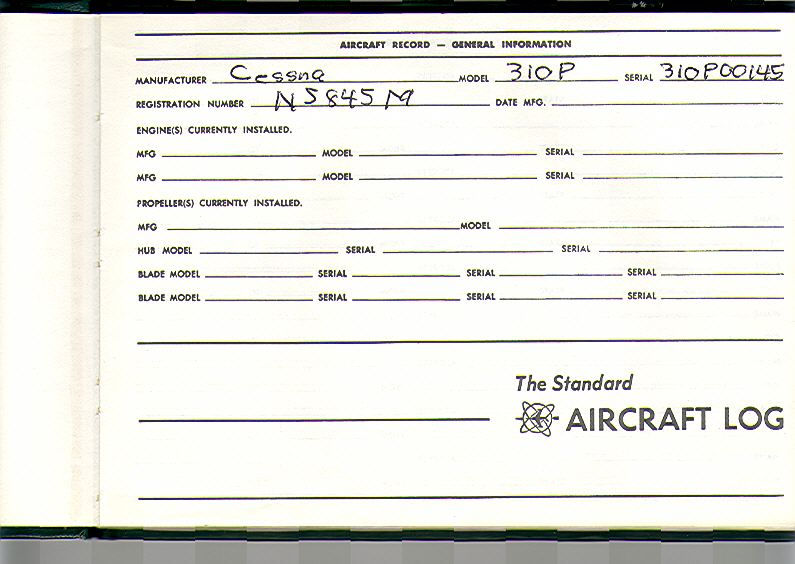 AIRCRAFT RECORD — GENERAL INFORMATION
MANUFACTURER Cessna MODEL 310P SERIAL 310P00145
REGISTRATION NUMBER N5845M DATE MFG.
ENGINE(S) CURRENTLY INSTALLED.
MFG MODEL SERIAL
MFG MODEL SERIAL
PROPELLER(S) CURRENTLY INSTALLED.
MFG MODEL
HUB MODEL SERIAL SERIAL
BLADE MODEL SERIAL SERIAL SERIAL
BLADE MODEL SERIAL SERIAL SERIAL
The Standard
AIRCRAFT LOG